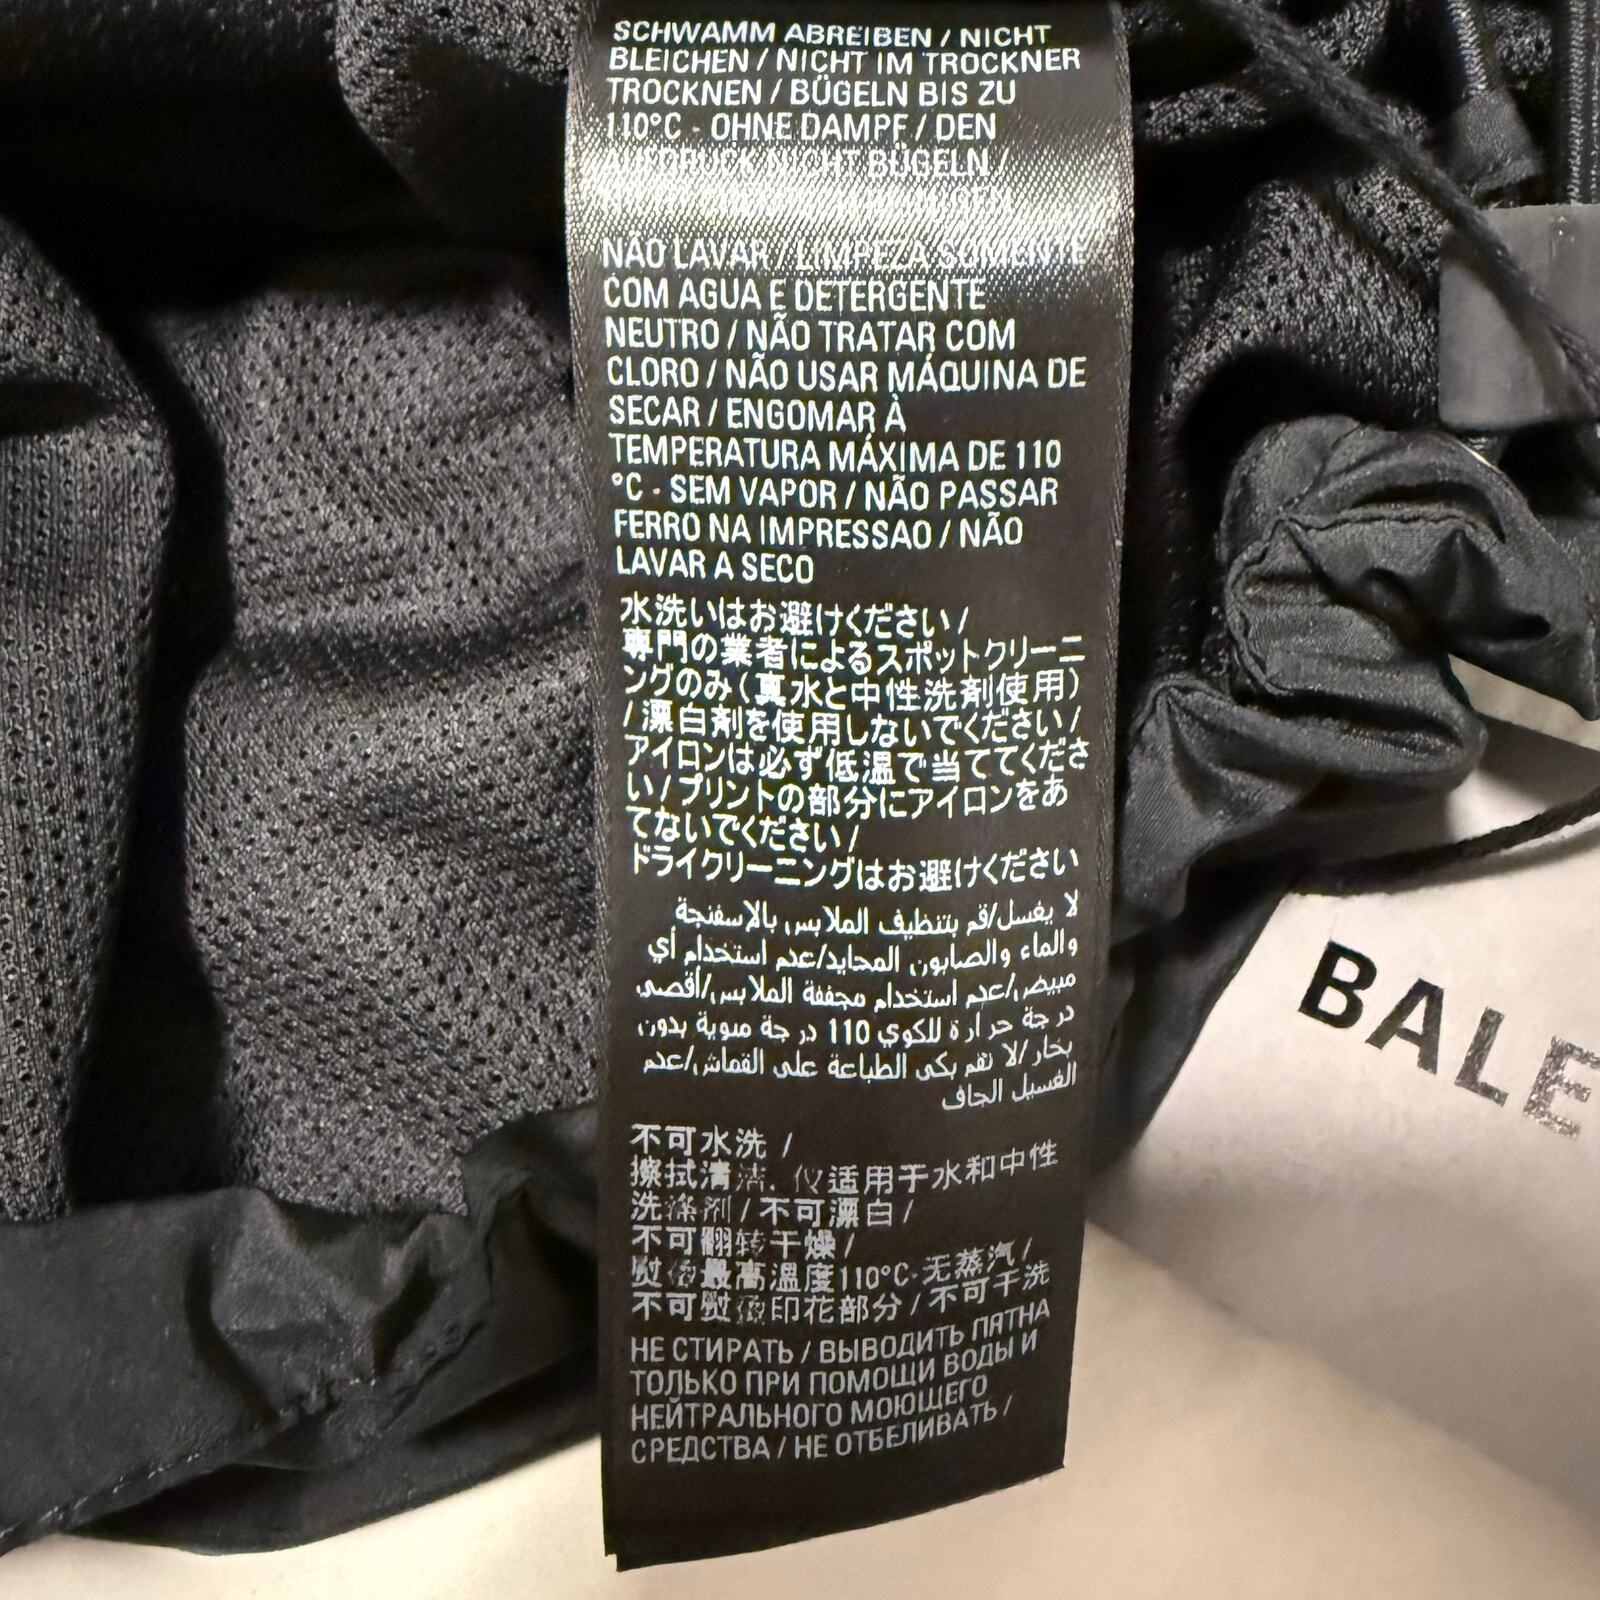 SCHWAMM ABREIBEN / NICHT
BLEICHEN / NICHT IM TROCKNER
TROCKNEN / BÜGELN BIS ZU
110°C - OHNE DAMPF / DEN
AUFDRUCK NICHT BÜGELN /
NÃO LAVAR / LIMPEZA SOMENTE
COM AGUA E DETERGENTE
NEUTRO / NÃO TRATAR COM
CLORO / NÃO USAR MÁQUINA DE
SECAR / ENGOMAR À
TEMPERATURA MÁXIMA DE 110
°C - SEM VAPOR / NÃO PASSAR
FERRO NA IMPRESSAO / NÃO
LAVAR A SECO
水洗いはお避けください /
専門の業者によるスポットクリーニ
ングのみ ( 真水と中性洗剤使用 )
/ 漂白剤を使用しないでください /
アイロンは必ず低温で当ててくださ
い / プリントの部分にアイロンをあ
てないでください /
ドライクリーニングはお避けください
لا يغسل/قم بتنظيف الملابس بالاسفنجة
والماء والصابون المحايد/عدم استخدام أي
مبيض/عدم استخدام مجففة الملابس/أقصى
درجة حرارة للكوي 110 درجة مئوية بدون
بخار/لا تقم بكى الطباعة على القماش/عدم
الغسيل الجاف
不可水洗 /
擦拭清洁. 仅适用于水和中性
洗涤剂 / 不可漂白 /
不可翻转干燥 /
熨烫最高温度110°C-无蒸汽 /
不可熨烫印花部分 / 不可干洗
НЕ СТИРАТЬ / ВЫВОДИТЬ ПЯТНА
ТОЛЬКО ПРИ ПОМОЩИ ВОДЫ И
НЕЙТРАЛЬНОГО МОЮЩЕГО
СРЕДСТВА / НЕ ОТБЕЛИВАТЬ /
BALE